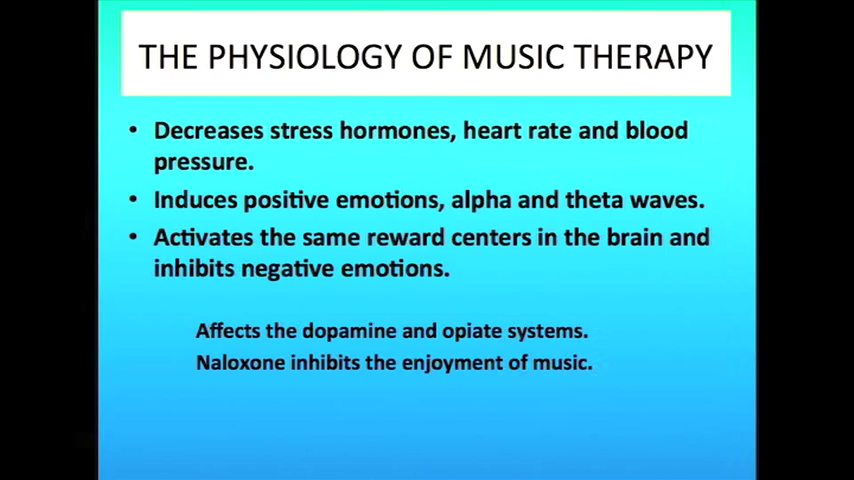 THE PHYSIOLOGY OF MUSIC THERAPY
• Decreases stress hormones, heart rate and blood
pressure.
• Induces positive emotions, alpha and theta waves.
• Activates the same reward centers in the brain and
inhibits negative emotions.
Affects the dopamine and opiate systems.
Naloxone inhibits the enjoyment of music.